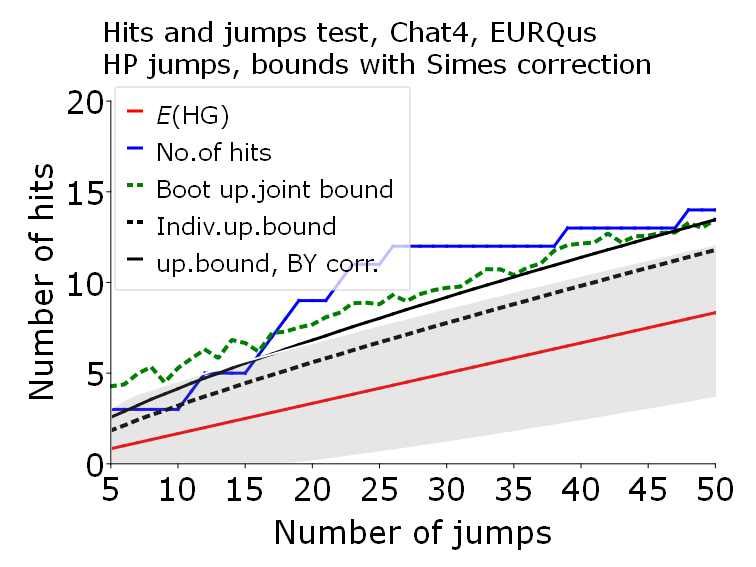 Hits and jumps test, Chat4, EURQus
HP jumps, bounds with Simes correction
20
15
10
5
0
Number of hits
E(HG)
No.of hits
Boot up.joint bound
Indiv.up.bound
up.bound, BY corr.
5 10 15 20 25 30 35 40 45 50
Number of jumps